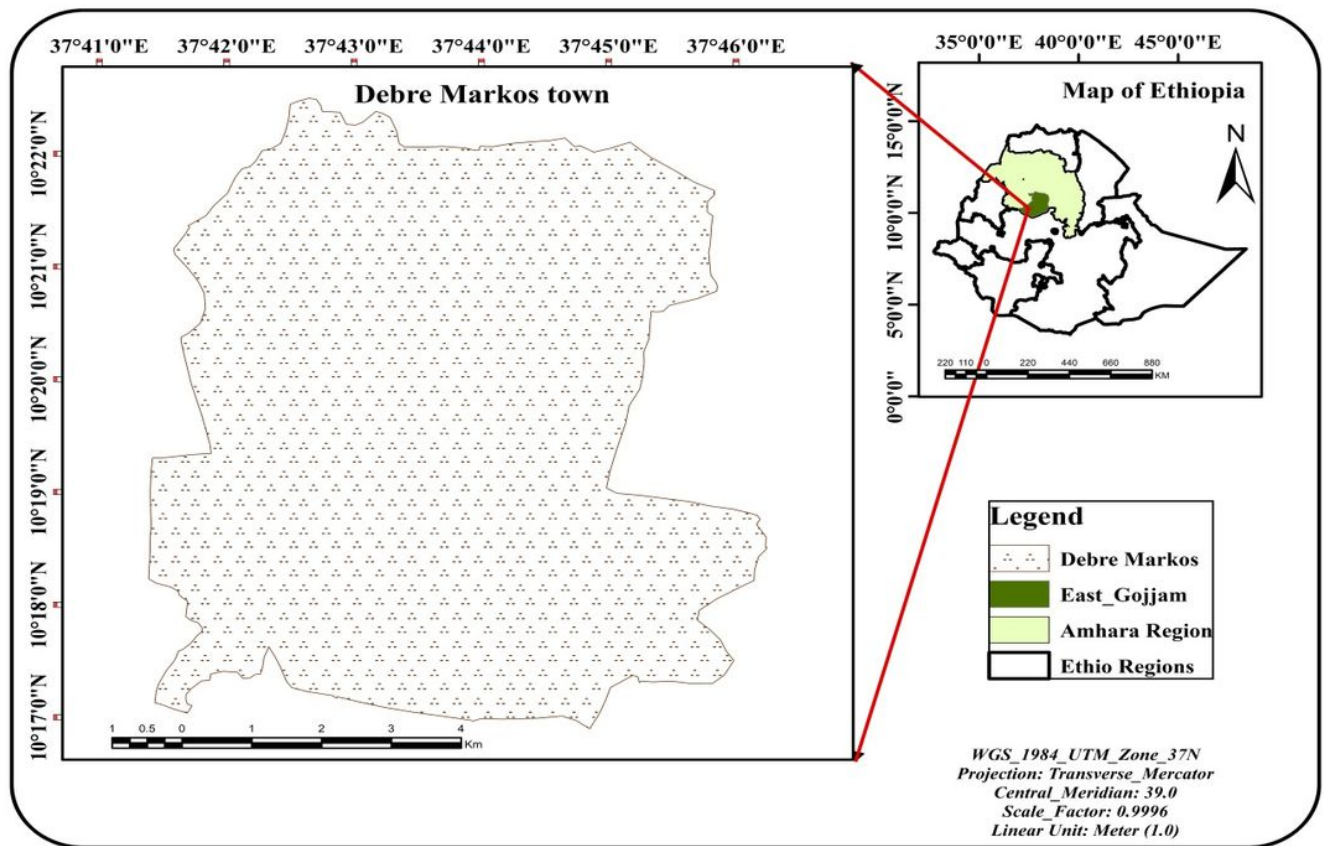 37°41'0"E 37°42'0"E 37°43'0"E 37°44'0"E 37°45'0"E 37°46'0"E
Debre Markos town
10°22'0"N
10°21'0"N
10°20'0"N
10°19'0"N
10°18'0"N
10°17'0"N
1 0.5 0 1 2 3 4
Km
35°0'0"E 40°0'0"E 45°0'0"E
Map of Ethiopia
N
15°0'0"N
10°0'0"N
5°0'0"N
0°0'0"
220 110 0 220 440 660 880
KM
Legend
Debre Markos
East_Gojjam
Amhara Region
Ethio Regions
WGS_1984_UTM_Zone_37N
Projection: Transverse_Mercator
Central_Meridian: 39.0
Scale_Factor: 0.9996
Linear Unit: Meter (1.0)